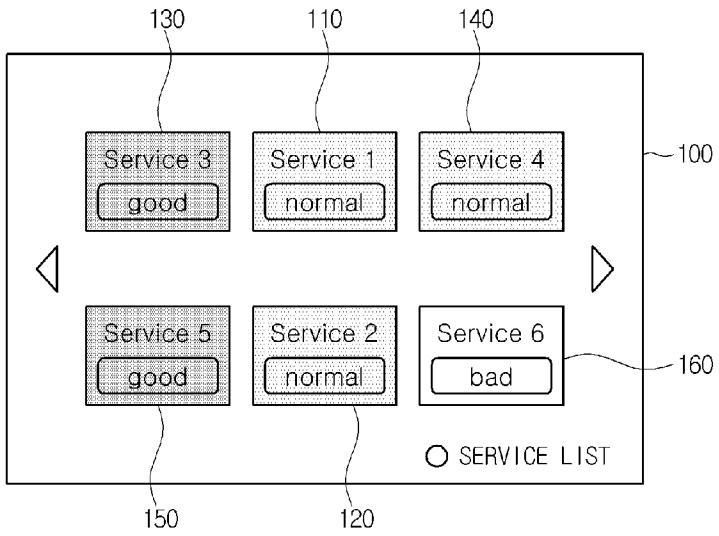 130 110 140
Service 3 Service 1 Service 4
100
good normal normal
Service 5 Service 2 Service 6
160
good normal bad
SERVICE LIST
150 120